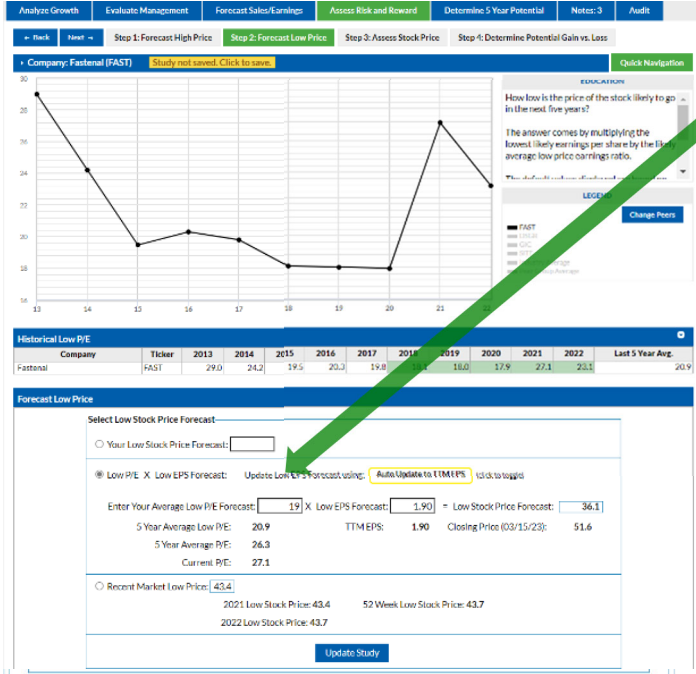 Analyze Growth Evaluate Management Forecast Sales/Earnings Assess Risk and Reward Determine 5 Year Potential Notes: 3 Audit
← Back Next → Step 1: Forecast High Price Step 2: Forecast Low Price Step 3: Assess Stock Price Step 4: Determine Potential Gain vs. Loss
Company: Fastenal (FAST) Study not saved. Click to save. Quick Navigation
EDUCATION
How low is the price of the stock likely to go
in the next five years?
The answer comes by multiplying the
lowest likely earnings per share by the likely
average low price earnings ratio.
LEGEND
Change Peers
FAST
30
28
26
24
22
20
18
16
13 14 15 16 17 18 19 20 21
Historical Low P/E
Company Ticker 2013 2014 2015 2016 2017 2018 2019 2020 2021 2022 Last 5 Year Avg.
Fastenal FAST 29.0 24.2 19.5 20.3 19.8 18.0 17.9 27.1 23.1 20.9
Forecast Low Price
Select Low Stock Price Forecast
Your Low Stock Price Forecast:
Low P/E X Low EPS Forecast: Update Low EPS Forecast using: Auto Update to TTM EPS (click to toggle)
Enter Your Average Low P/E Forecast: 19 X Low EPS Forecast: 1.90 = Low Stock Price Forecast: 36.1
5 Year Average Low P/E: 20.9 TTM EPS: 1.90 Closing Price (03/15/23): 51.6
5 Year Average P/E: 26.3
Current P/E: 27.1
Recent Market Low Price: 43.4
2021 Low Stock Price: 43.4 52 Week Low Stock Price: 43.7
2022 Low Stock Price: 43.7
Update Study